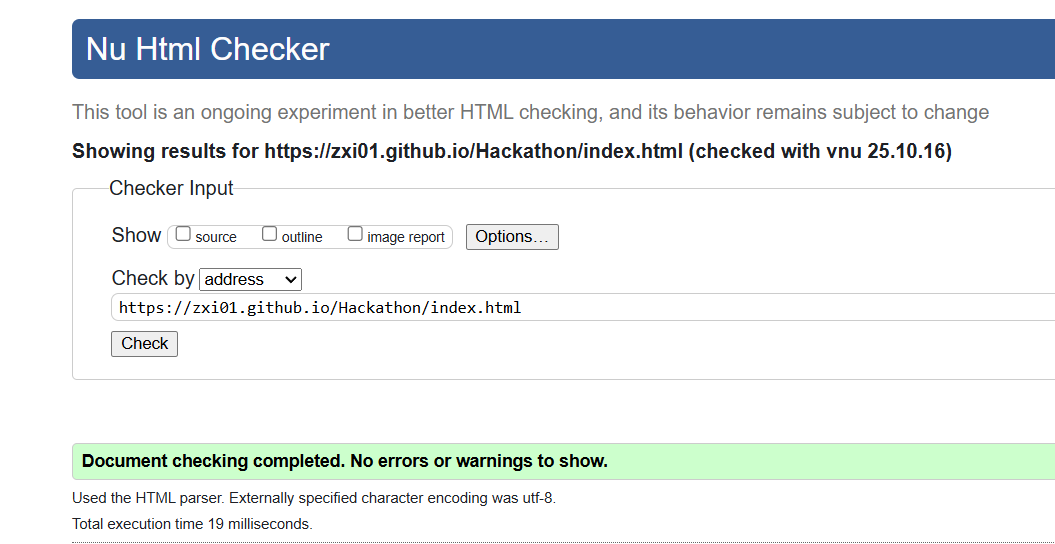 Nu Html Checker
This tool is an ongoing experiment in better HTML checking, and its behavior remains subject to change
Showing results for https://zxi01.github.io/Hackathon/index.html (checked with vnu 25.10.16)
Checker Input
Show source outline image report Options...
Check by address
https://zxi01.github.io/Hackathon/index.html
Check
Document checking completed. No errors or warnings to show.
Used the HTML parser. Externally specified character encoding was utf-8.
Total execution time 19 milliseconds.